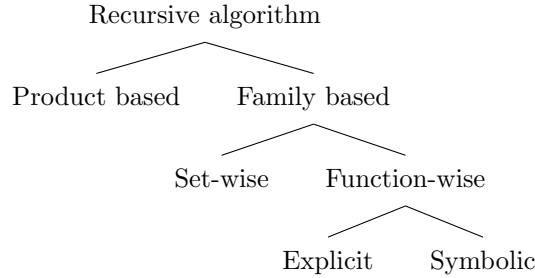 Recursive algorithm
Product based Family based
Set-wise Function-wise
Explicit Symbolic